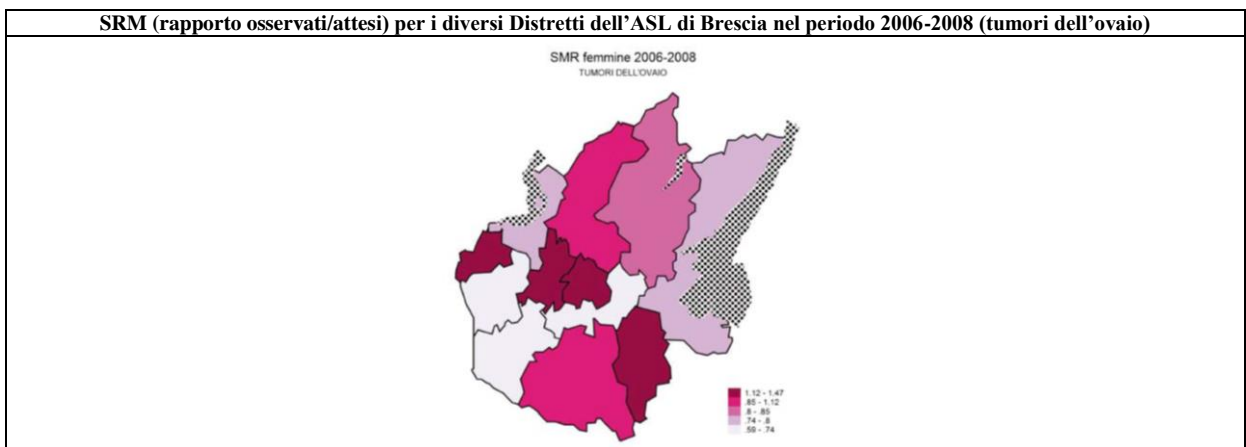 SRM (rapporto osservati/attesi) per i diversi Distretti dell’ASL di Brescia nel periodo 2006-2008 (tumori dell’ovaio)
SMR femmine 2006-2008
TUMORI DELL'OVAIO
1.12 - 1.47
.85 - 1.12
.8 - .85
.74 - .8
.59 - .74